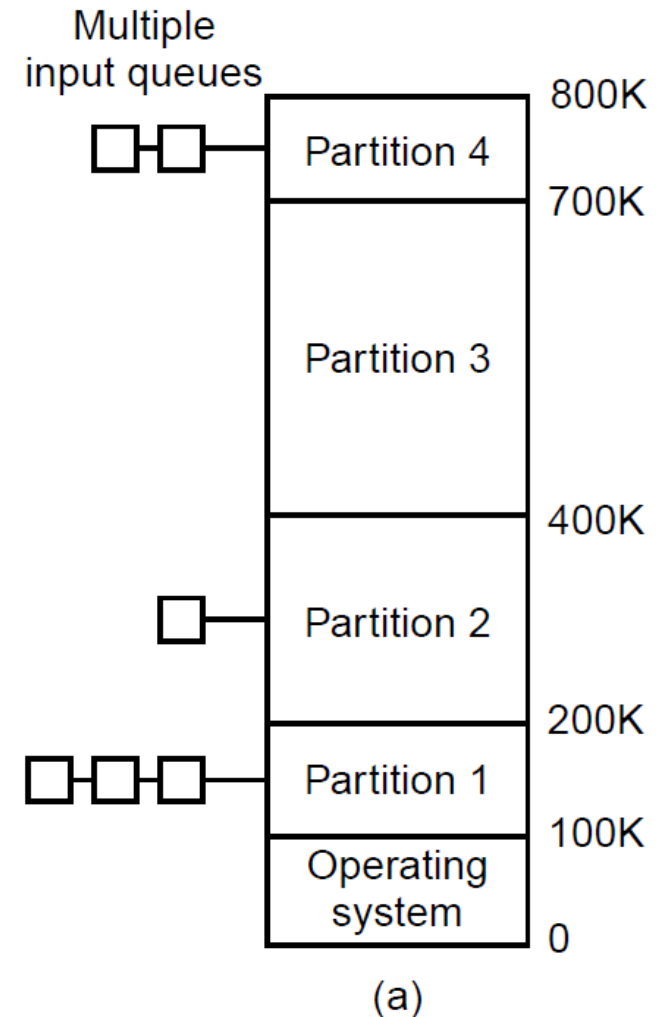 Multiple
input queues
800K
Partition 4
700K
Partition 3
400K
Partition 2
200K
Partition 1
100K
Operating
system
0
(a)